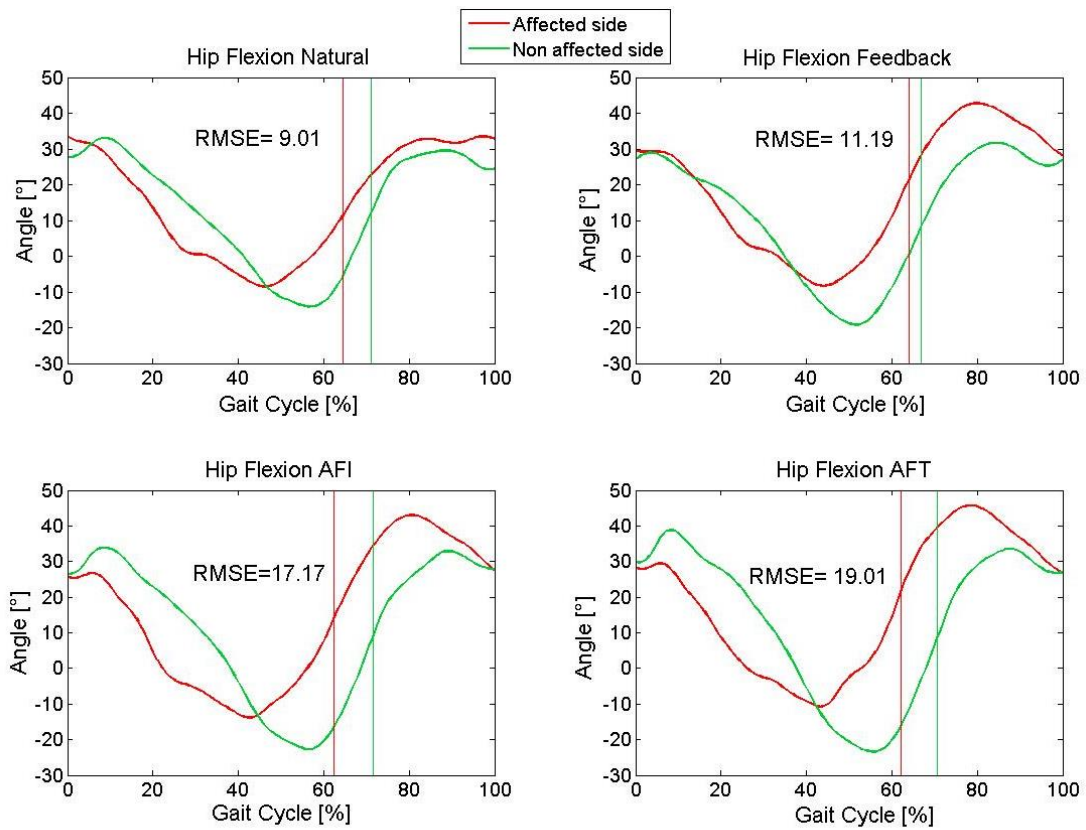 Affected side
Non affected side
Hip Flexion Natural
50
40
30
20
10
0
-10
-20
-30
Angle [°]
RMSE= 9.01
0 20 40 60 80 100
Gait Cycle [%]
Hip Flexion Feedback
50
40
30
20
10
0
-10
-20
-30
Angle [°]
RMSE= 11.19
0 20 40 60 80 100
Gait Cycle [%]
Hip Flexion AFI
50
40
30
20
10
0
-10
-20
-30
Angle [°]
RMSE=17.17
0 20 40 60 80 100
Gait Cycle [%]
Hip Flexion AFT
50
40
30
20
10
0
-10
-20
-30
Angle [°]
RMSE= 19.01
0 20 40 60 80 100
Gait Cycle [%]